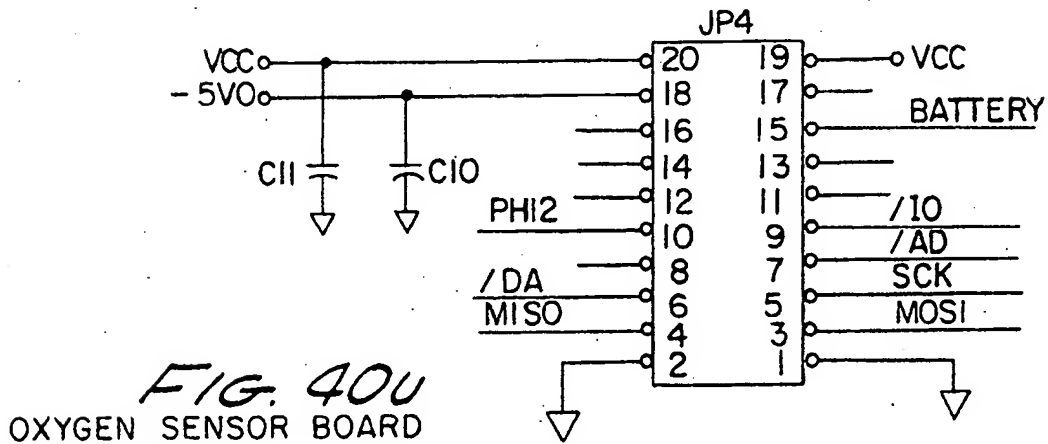 JP4
VCC 20 19 VCC
-5VO 18 17
16 15 BATTERY
14 13
C11 C10
12 11
PHI2 10 9 /IO
8 7 /AD
/DA 6 5 SCK
MISO 4 3 MOSI
2 1
FIG. 40U
OXYGEN SENSOR BOARD